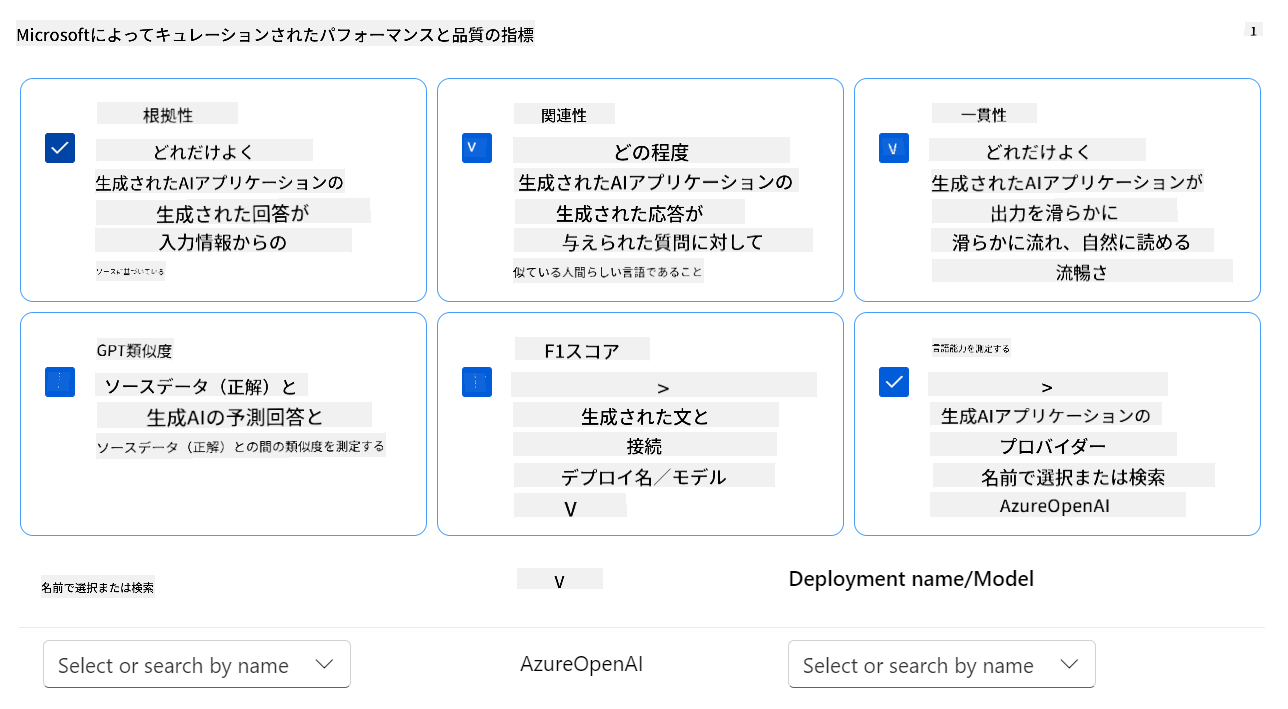 Microsoftによってキュレーションされたパフォーマンスと品質の指標
1
根拠性
どれだけよく
生成されたAIアプリケーションの
生成された回答が
入力情報からの
ソースに基づいている
関連性
V
どの程度
生成されたAIアプリケーションの
生成された応答が
与えられた質問に対して
似ている人間らしい言語であること
一貫性
V
どれだけよく
生成されたAIアプリケーションが
出力を滑らかに
滑らかに流れ、自然に読める
流暢さ
GPT類似度
ソースデータ（正解）と
生成AIの予測回答と
ソースデータ（正解）との間の類似度を測定する
F1スコア
>
生成された文と
接続
デプロイ名／モデル
V
言語能力を測定する
>
生成AIアプリケーションの
プロバイダー
名前で選択または検索
AzureOpenAI
名前で選択または検索
V
Deployment name/Model
Select or search by name
AzureOpenAI
Select or search by name